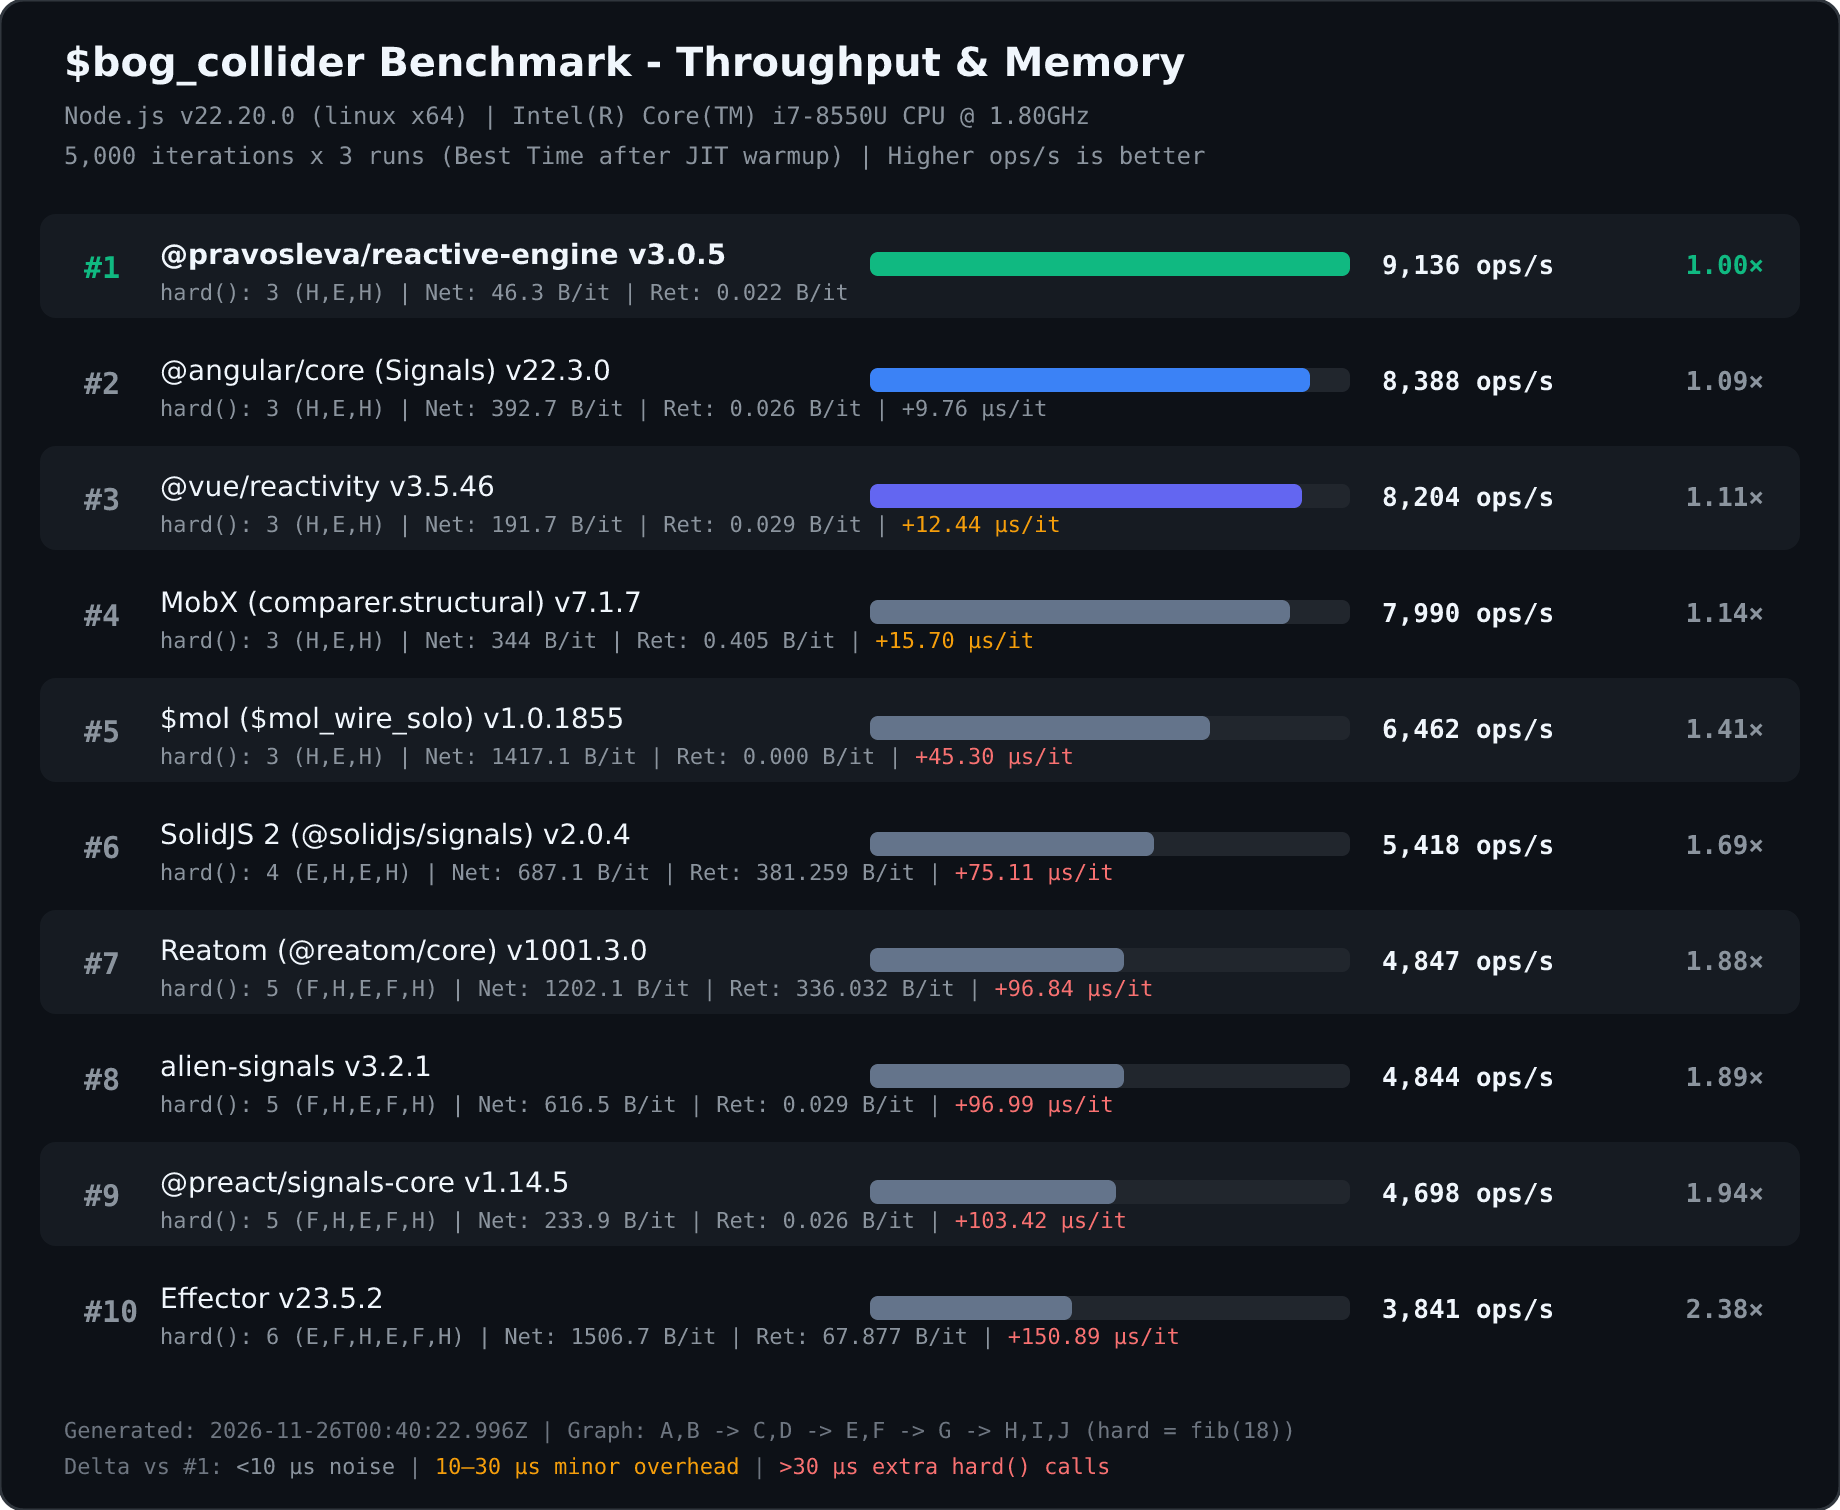 $bog_collider Benchmark - Throughput & Memory
Node.js v22.20.0 (linux x64) | Intel(R) Core(TM) i7-8550U CPU @ 1.80GHz
5,000 iterations x 3 runs (Best Time after JIT warmup) | Higher ops/s is better
#1 @pravosleva/reactive-engine v3.0.5 9,136 ops/s 1.00×
hard(): 3 (H,E,H) | Net: 46.3 B/it | Ret: 0.022 B/it
#2 @angular/core (Signals) v22.3.0 8,388 ops/s 1.09×
hard(): 3 (H,E,H) | Net: 392.7 B/it | Ret: 0.026 B/it | +9.76 µs/it
#3 @vue/reactivity v3.5.46 8,204 ops/s 1.11×
hard(): 3 (H,E,H) | Net: 191.7 B/it | Ret: 0.029 B/it | +12.44 µs/it
#4 MobX (comparer.structural) v7.1.7 7,990 ops/s 1.14×
hard(): 3 (H,E,H) | Net: 344 B/it | Ret: 0.405 B/it | +15.70 µs/it
#5 $mol ($mol_wire_solo) v1.0.1855 6,462 ops/s 1.41×
hard(): 3 (H,E,H) | Net: 1417.1 B/it | Ret: 0.000 B/it | +45.30 µs/it
#6 SolidJS 2 (@solidjs/signals) v2.0.4 5,418 ops/s 1.69×
hard(): 4 (E,H,E,H) | Net: 687.1 B/it | Ret: 381.259 B/it | +75.11 µs/it
#7 Reatom (@reatom/core) v1001.3.0 4,847 ops/s 1.88×
hard(): 5 (F,H,E,F,H) | Net: 1202.1 B/it | Ret: 336.032 B/it | +96.84 µs/it
#8 alien-signals v3.2.1 4,844 ops/s 1.89×
hard(): 5 (F,H,E,F,H) | Net: 616.5 B/it | Ret: 0.029 B/it | +96.99 µs/it
#9 @preact/signals-core v1.14.5 4,698 ops/s 1.94×
hard(): 5 (F,H,E,F,H) | Net: 233.9 B/it | Ret: 0.026 B/it | +103.42 µs/it
#10 Effector v23.5.2 3,841 ops/s 2.38×
hard(): 6 (E,F,H,E,F,H) | Net: 1506.7 B/it | Ret: 67.877 B/it | +150.89 µs/it
Generated: 2026-11-26T00:40:22.996Z | Graph: A,B -> C,D -> E,F -> G -> H,I,J (hard = fib(18))
Delta vs #1: <10 µs noise | 10–30 µs minor overhead | >30 µs extra hard() calls